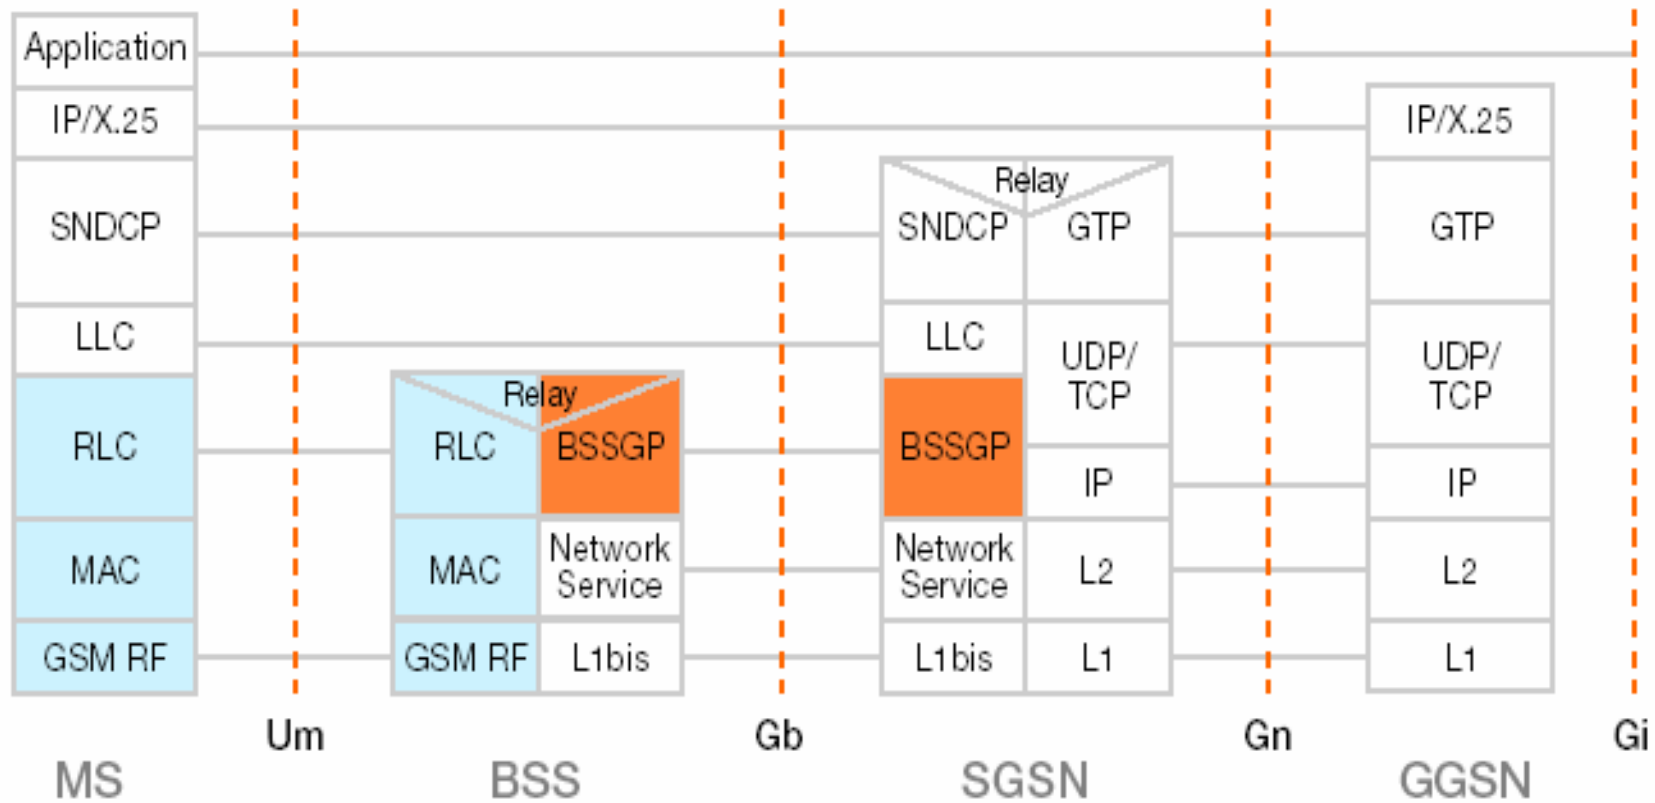 Application
IP/X.25
IP/X.25
Relay
SNDCP
SNDCP
GTP
GTP
LLC
LLC
UDP/
TCP
UDP/
TCP
Relay
RLC
RLC
BSSGP
BSSGP
IP
IP
MAC
MAC
Network
Service
Network
Service
L2
L2
GSM RF
GSM RF
L1bis
L1bis
L1
L1
Um
Gb
Gn
Gi
MS
BSS
SGSN
GGSN